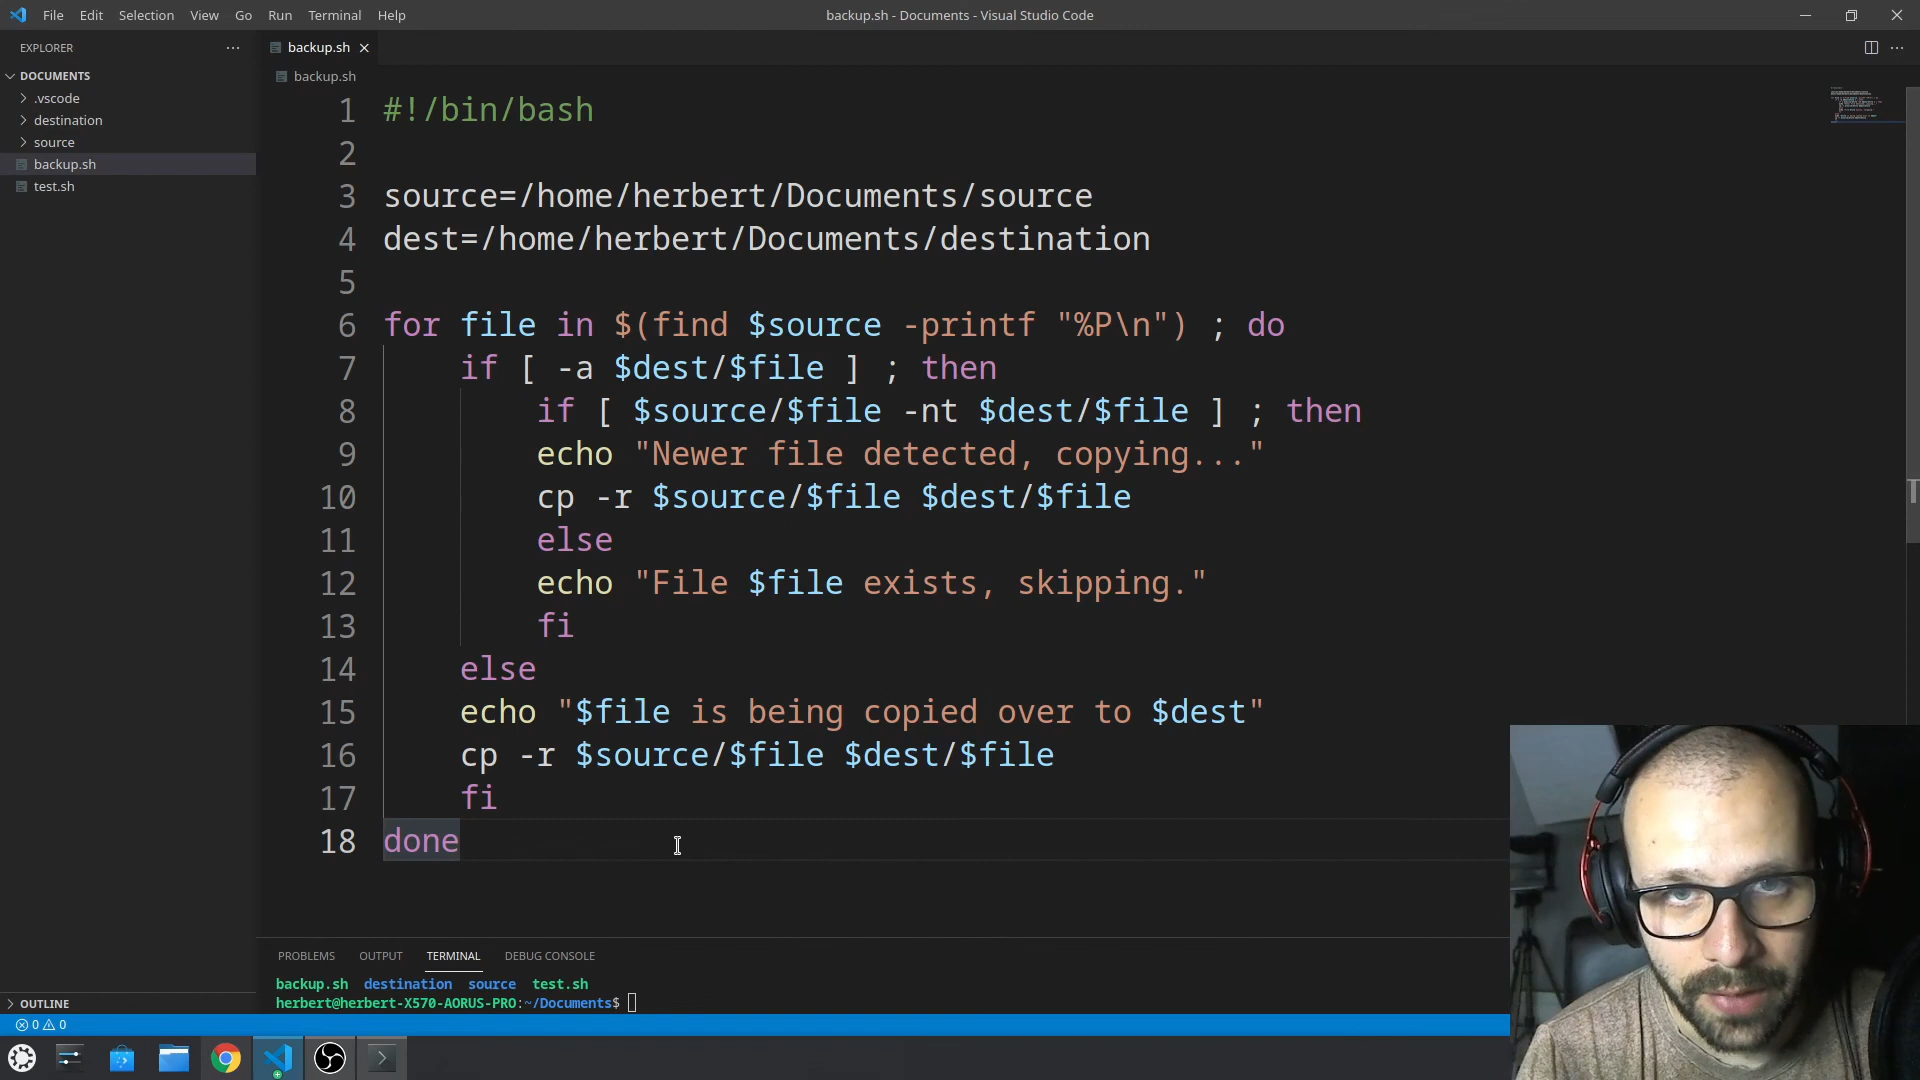 File Edit Selection View Go Run Terminal Help
backup.sh - Documents - Visual Studio Code
EXPLORER
DOCUMENTS
.vscode
destination
source
backup.sh
test.sh
OUTLINE
backup.sh
backup.sh
1 #!/bin/bash
2
3 source=/home/herbert/Documents/source
4 dest=/home/herbert/Documents/destination
5
6 for file in $(find $source -printf "%P\n") ; do
7 if [ -a $dest/$file ] ; then
8 if [ $source/$file -nt $dest/$file ] ; then
9 echo "Newer file detected, copying..."
10 cp -r $source/$file $dest/$file
11 else
12 echo "File $file exists, skipping."
13 fi
14 else
15 echo "$file is being copied over to $dest"
16 cp -r $source/$file $dest/$file
17 fi
18 done
PROBLEMS OUTPUT TERMINAL DEBUG CONSOLE
backup.sh destination source test.sh
herbert@herbert-X570-AORUS-PRO:~/Documents$
0 0